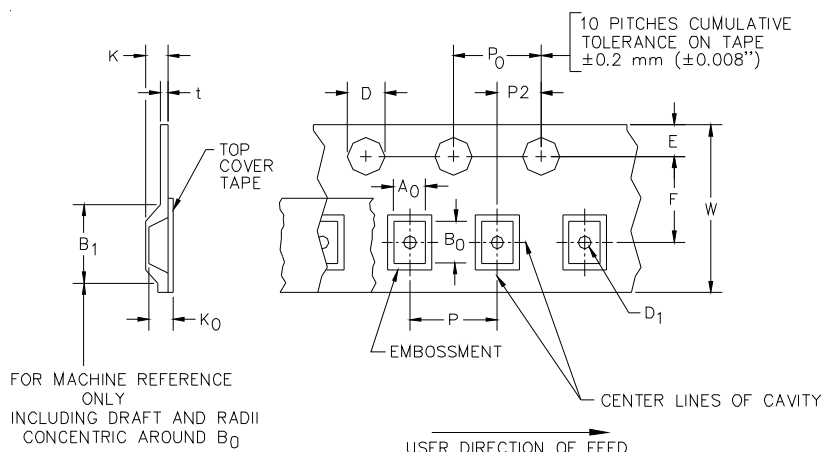 10 PITCHES CUMULATIVE
TOLERANCE ON TAPE
±0.2 mm (±0.008")
K
P0
t
D
P2
E
TOP
COVER
TAPE
A0
F
W
B1
B0
K0
P
D1
EMBOSSMENT
FOR MACHINE REFERENCE
ONLY
INCLUDING DRAFT AND RADII
CONCENTRIC AROUND B0
CENTER LINES OF CAVITY
USER DIRECTION OF FEED